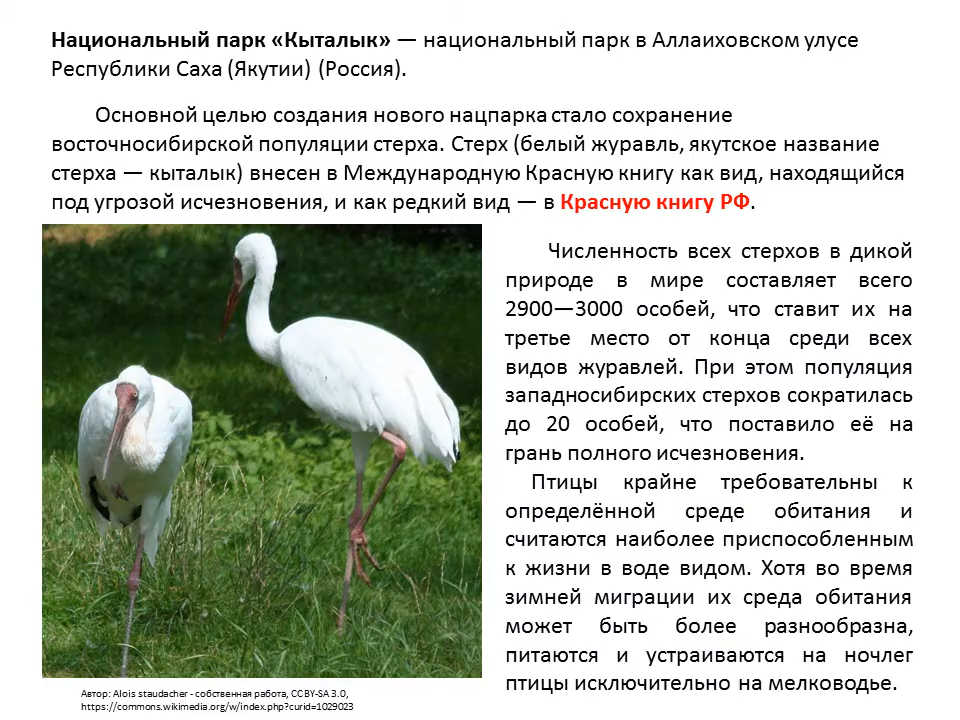 Национальный парк «Кыталык» — национальный парк в Аллаиховском улусе
Республики Саха (Якутии) (Россия).
Основной целью создания нового нацпарка стало сохранение
восточносибирской популяции стерха. Стерх (белый журавль, якутское название
стерха — кыталык) внесен в Международную Красную книгу как вид, находящийся
под угрозой исчезновения, и как редкий вид — в Красную книгу РФ.
Численность всех стерхов в дикой
природе в мире составляет всего
2900—3000 особей, что ставит их на
третье место от конца среди всех
видов журавлей. При этом популяция
западносибирских стерхов сократилась
до 20 особей, что поставило её на
грань полного исчезновения.
Птицы крайне требовательны к
определённой среде обитания и
считаются наиболее приспособленным
к жизни в воде видом. Хотя во время
зимней миграции их среда обитания
может быть более разнообразна,
питаются и устраиваются на ночлег
птицы исключительно на мелководье.
Автор: Alois staudacher - собственная работа, CC BY-SA 3.0,
https://commons.wikimedia.org/w/index.php?curid=1029023